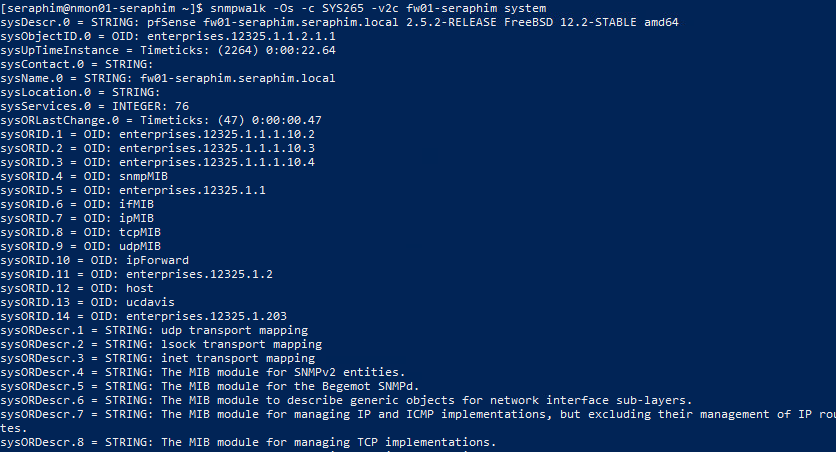 [seraphim@nmon01-seraphim ~]$ snmpwalk -Os -c SYS265 -v2c fw01-seraphim system
sysDescr.0 = STRING: pfSense fw01-seraphim.seraphim.local 2.5.2-RELEASE FreeBSD 12.2-STABLE amd64
sysObjectID.0 = OID: enterprises.12325.1.1.2.1.1
sysUpTimeInstance = Timeticks: (2264) 0:00:22.64
sysContact.0 = STRING:
sysName.0 = STRING: fw01-seraphim.seraphim.local
sysLocation.0 = STRING:
sysServices.0 = INTEGER: 76
sysORLastChange.0 = Timeticks: (47) 0:00:00.47
sysORID.1 = OID: enterprises.12325.1.1.1.10.2
sysORID.2 = OID: enterprises.12325.1.1.1.10.3
sysORID.3 = OID: enterprises.12325.1.1.1.10.4
sysORID.4 = OID: snmpMIB
sysORID.5 = OID: enterprises.12325.1.1
sysORID.6 = OID: ifMIB
sysORID.7 = OID: ipMIB
sysORID.8 = OID: tcpMIB
sysORID.9 = OID: udpMIB
sysORID.10 = OID: ipForward
sysORID.11 = OID: enterprises.12325.1.2
sysORID.12 = OID: host
sysORID.13 = OID: ucdavis
sysORID.14 = OID: enterprises.12325.1.203
sysORDescr.1 = STRING: udp transport mapping
sysORDescr.2 = STRING: lsock transport mapping
sysORDescr.3 = STRING: inet transport mapping
sysORDescr.4 = STRING: The MIB module for SNMPv2 entities.
sysORDescr.5 = STRING: The MIB module for the Begemot SNMPd.
sysORDescr.6 = STRING: The MIB module to describe generic objects for network interface sub-layers.
sysORDescr.7 = STRING: The MIB module for managing IP and ICMP implementations, but excluding their management of IP rou
tes.
sysORDescr.8 = STRING: The MIB module for managing TCP implementations.